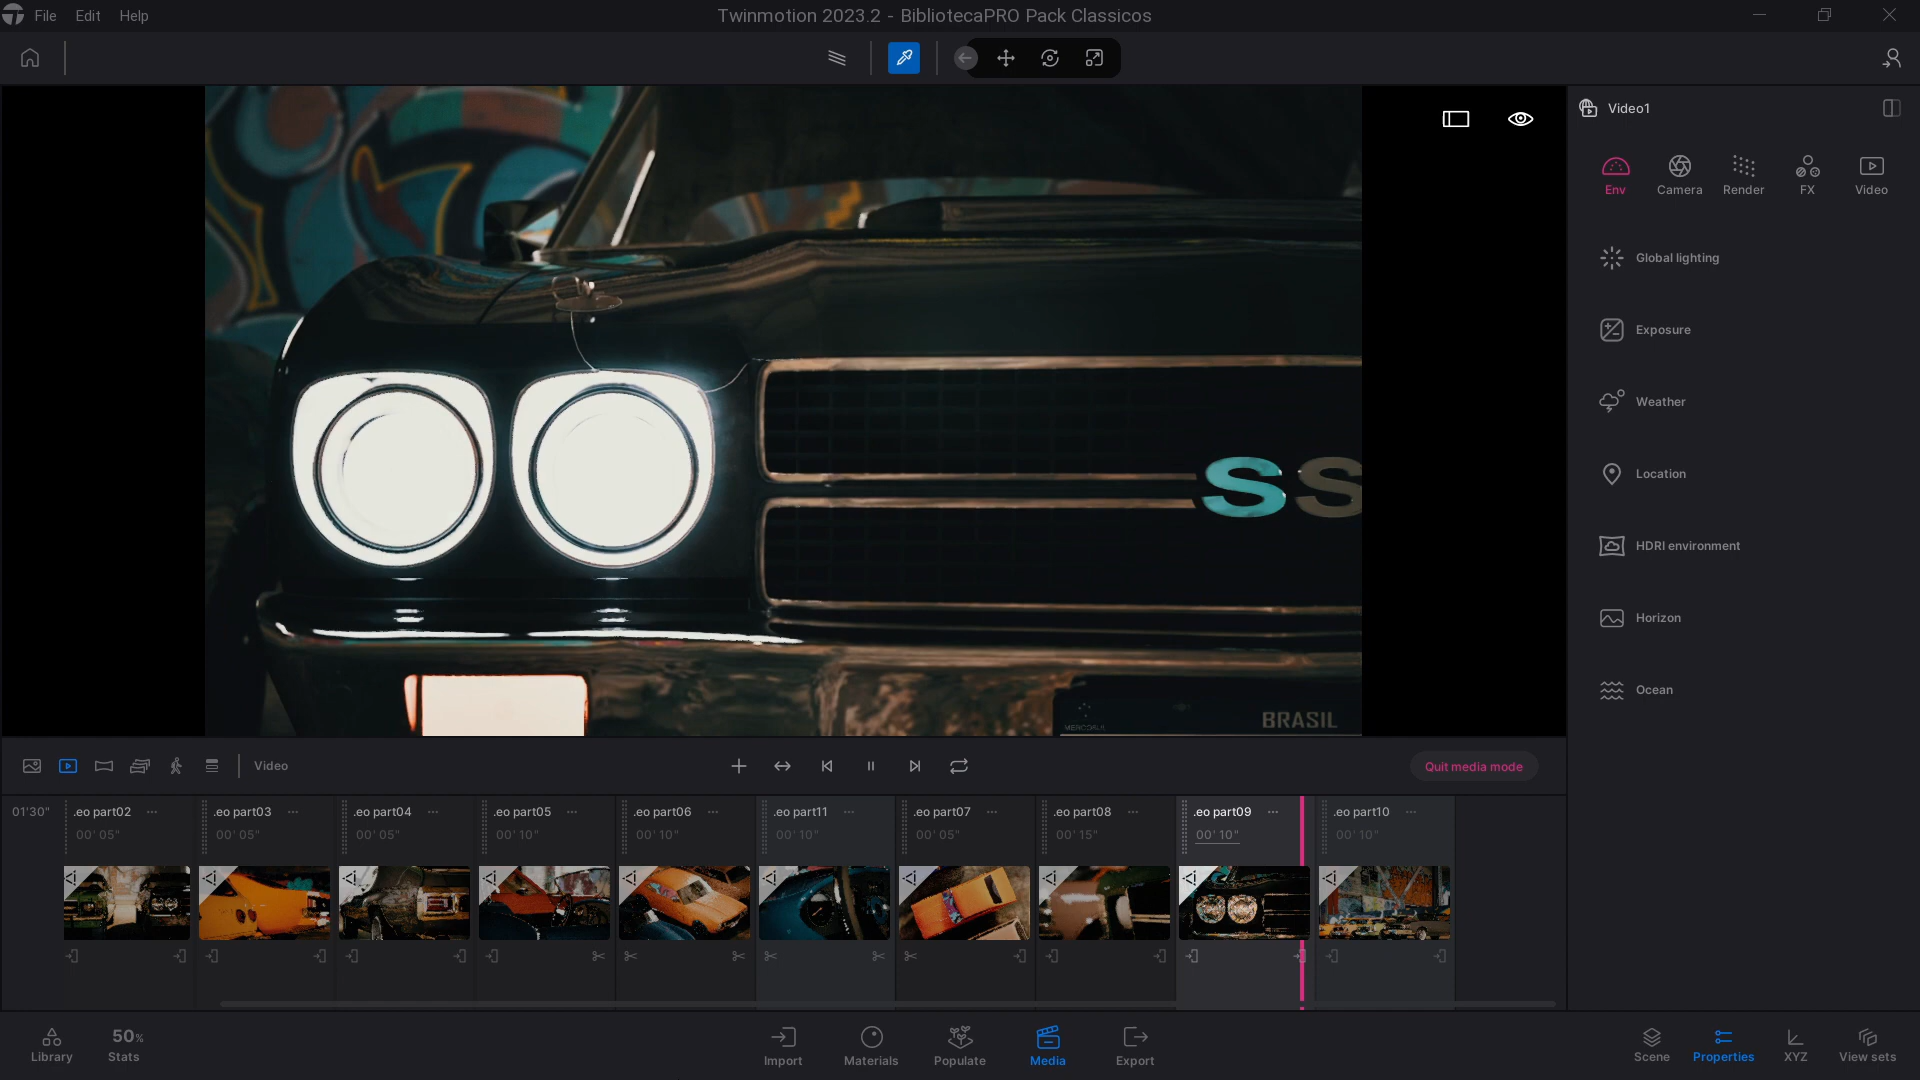 File Edit Help
Twinmotion 2023.2 - BibliotecaPRO Pack Classicos
Video1
Env Camera Render FX Video
Global lighting
Exposure
Weather
Location
HDRI environment
Horizon
Ocean
SS
BRASIL
MERCOSUL
Video
Quit media mode
01'30"
.eo part02 ... .eo part03 ... .eo part04 ... .eo part05 ... .eo part06 ... .eo part11 ... .eo part07 ... .eo part08 ... .eo part09 ... .eo part10 ...
00' 05" 00' 05" 00' 05" 00' 10" 00' 10" 00' 10" 00' 05" 00' 15" 00' 10" 00' 10"
50%
Library Stats Import Materials Populate Media Export Scene Properties XYZ View sets